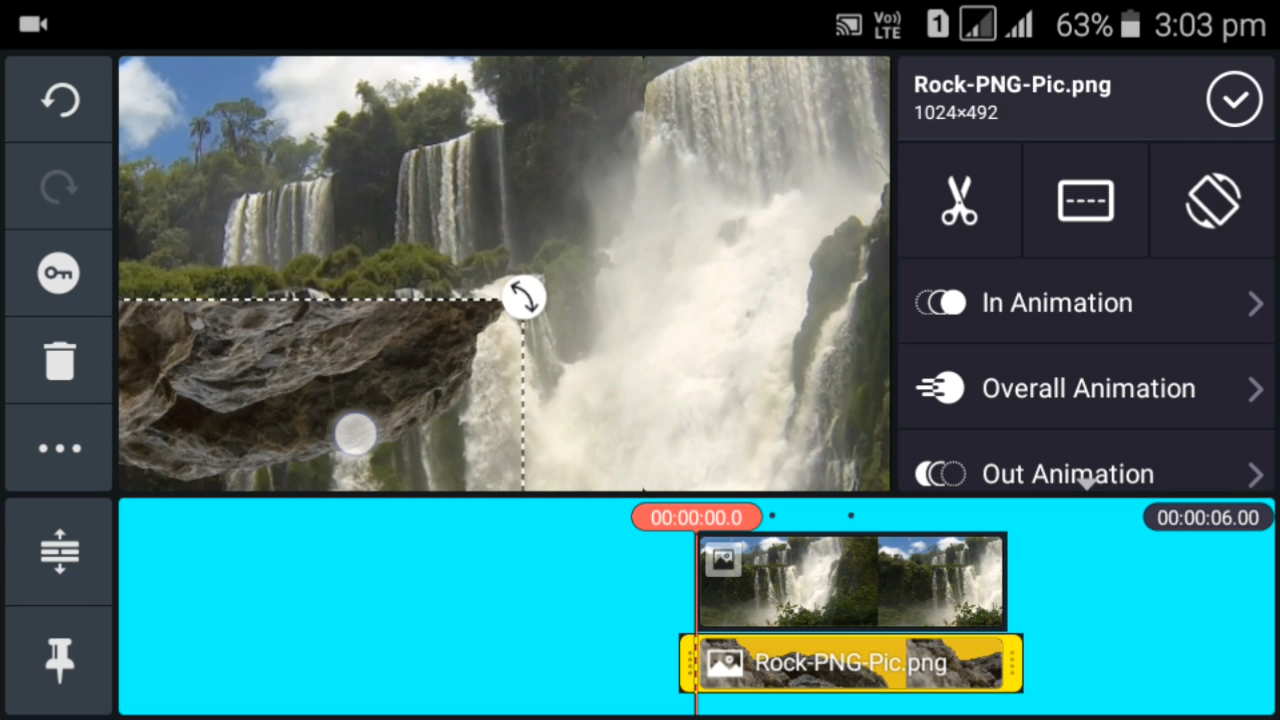 Vo)) LTE 1 63% 3:03 pm
Rock-PNG-Pic.png
1024×492
In Animation
Overall Animation
Out Animation
00:00:00.0
00:00:06.00
Rock-PNG-Pic.png